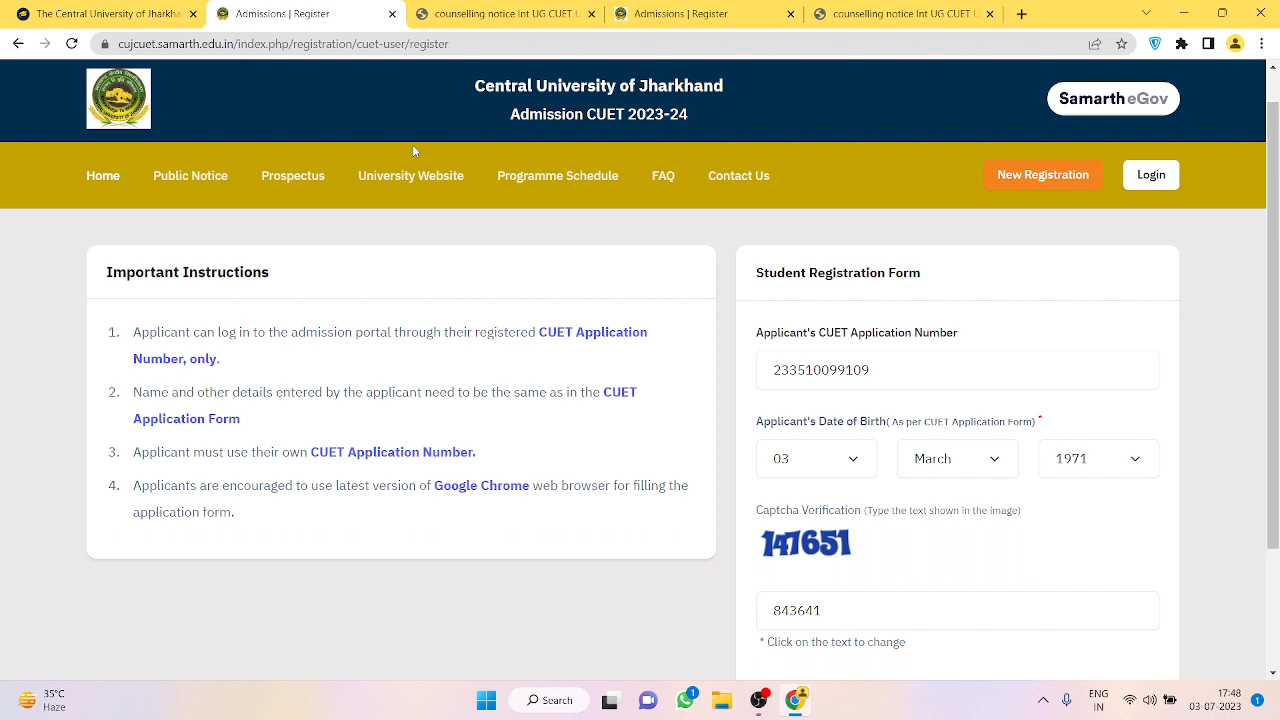 The Central University of Jharkha
Admissions | Register
counselling notice Int UG CUET U
Admissions | Register
counselling notice Int UG CUET U
cujcuet.samarth.edu.in/index.php/registration/cuet-user/register
Central University of Jharkhand
Admission CUET 2023-24
Samarth eGov
Home
Public Notice
Prospectus
University Website
Programme Schedule
FAQ
Contact Us
New Registration
Login
Important Instructions
1. Applicant can log in to the admission portal through their registered CUET Application
Number, only.
2. Name and other details entered by the applicant need to be the same as in the CUET
Application Form
3. Applicant must use their own CUET Application Number.
4. Applicants are encouraged to use latest version of Google Chrome web browser for filling the
application form.
Student Registration Form
Applicant's CUET Application Number
233510099109
Applicant's Date of Birth( As per CUET Application Form) *
03
March
1971
Captcha Verification (Type the text shown in the image)
147651
843641
* Click on the text to change
35°C
Haze
Search
1
ENG
IN
17:48
03-07-2023
1